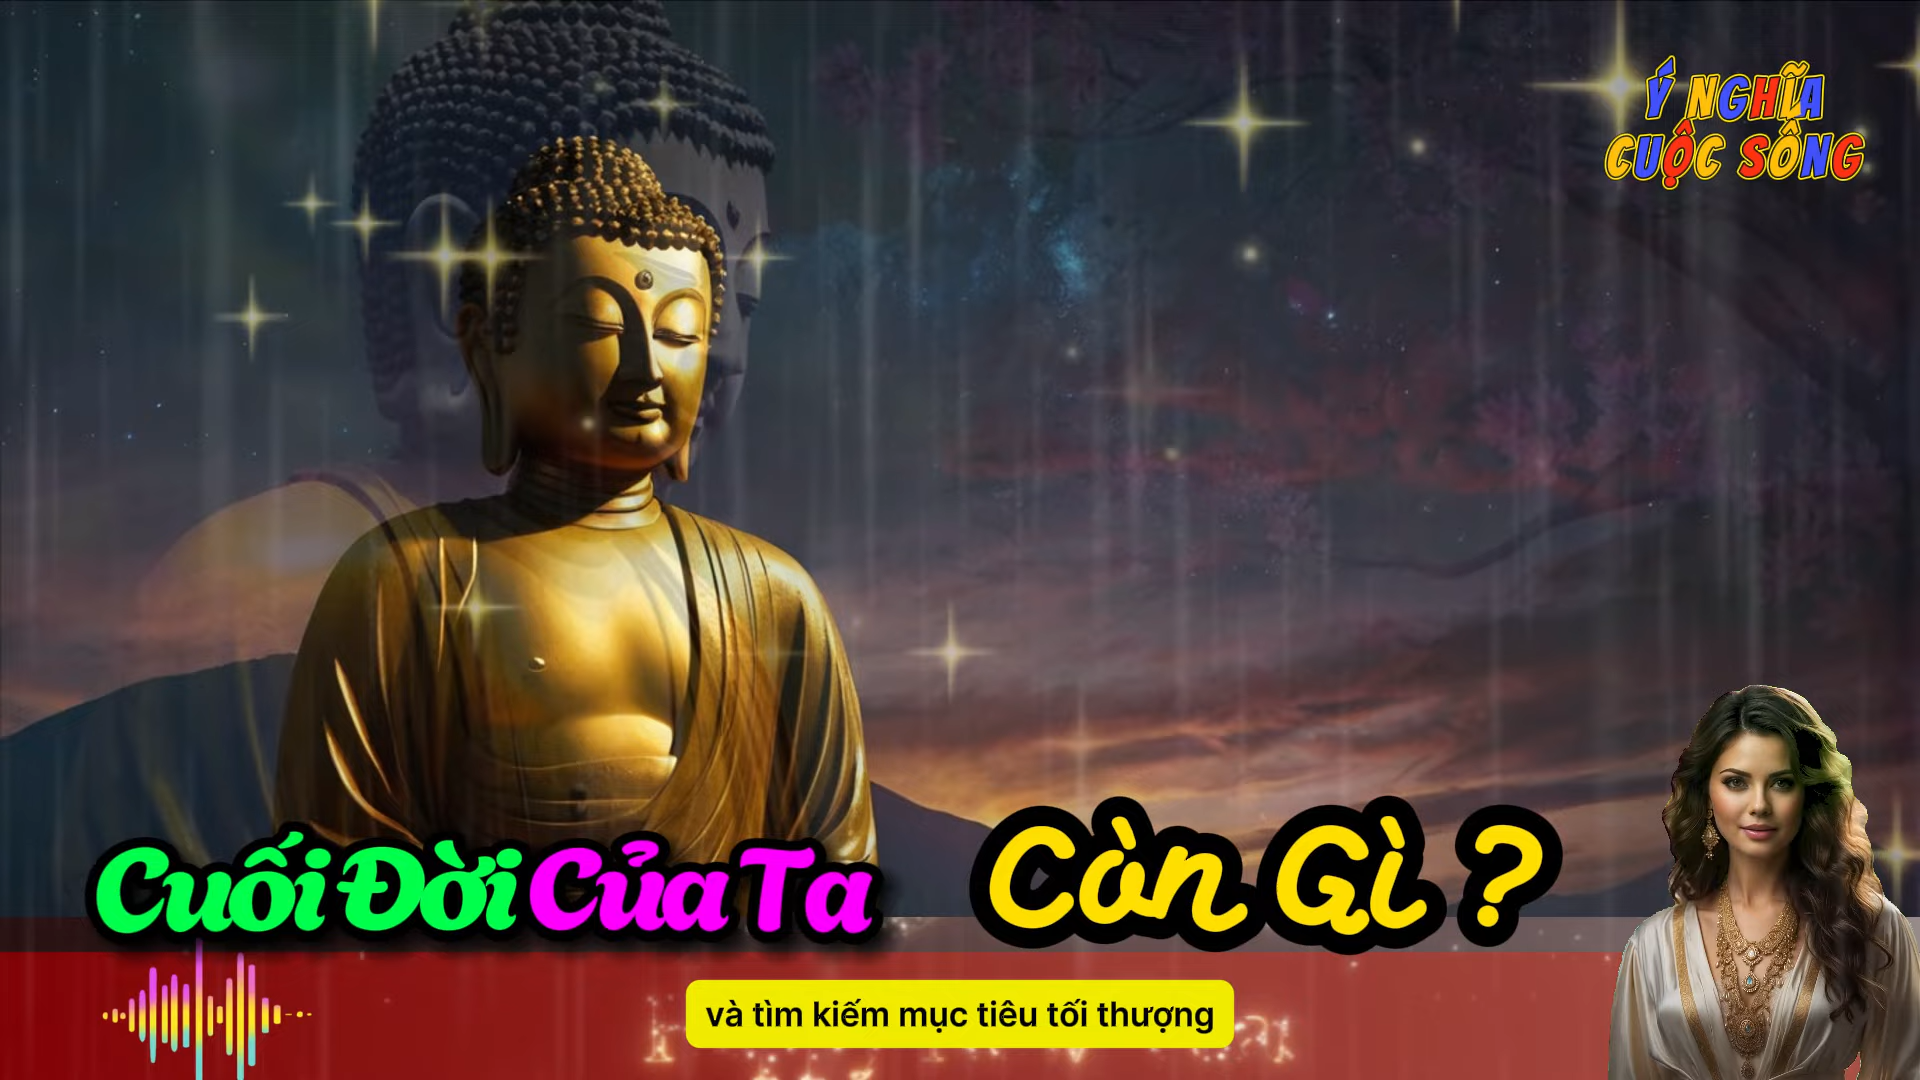 Ý NGHĨA
CUỘC SỐNG
Cuối Đời Của Ta Còn Gì ?
và tìm kiếm mục tiêu tối thượng